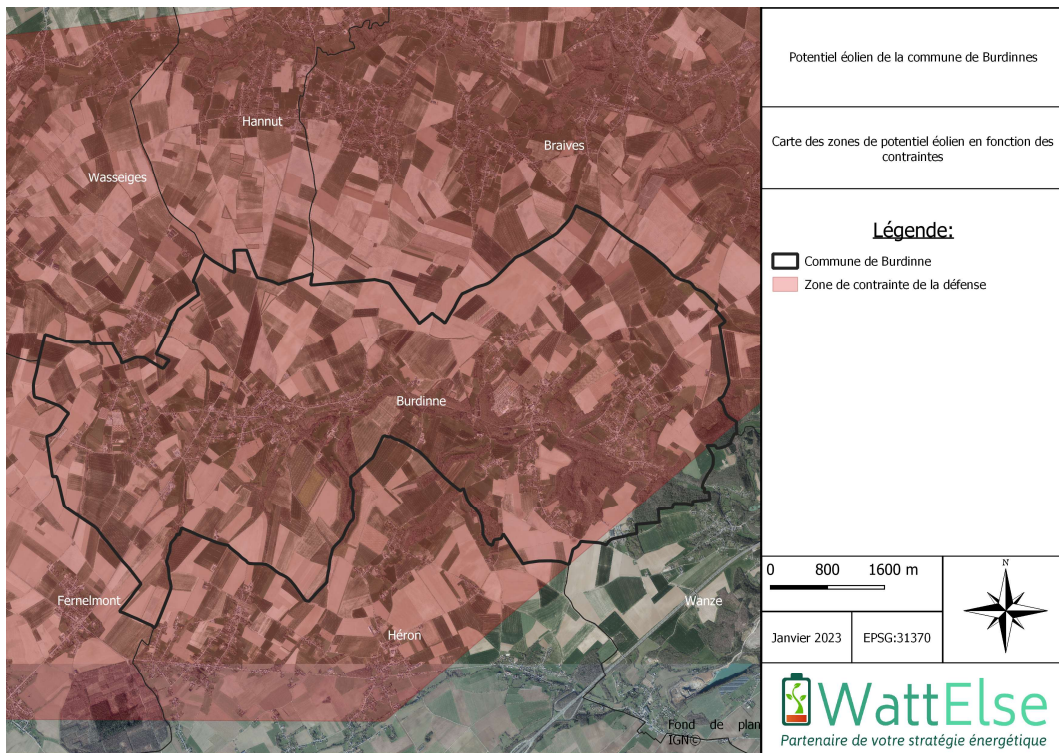 Potentiel éolien de la commune de Burdinnes
Carte des zones de potentiel éolien en fonction des
contraintes
Légende:
Commune de Burdinne
Zone de contrainte de la défense
Hannut
Braives
Wasseiges
Burdinne
Fernelmont
Wanze
Héron
Fond de plan
IGN©
0 800 1600 m
Janvier 2023
EPSG:31370
N
WattElse
Partenaire de votre stratégie énergétique